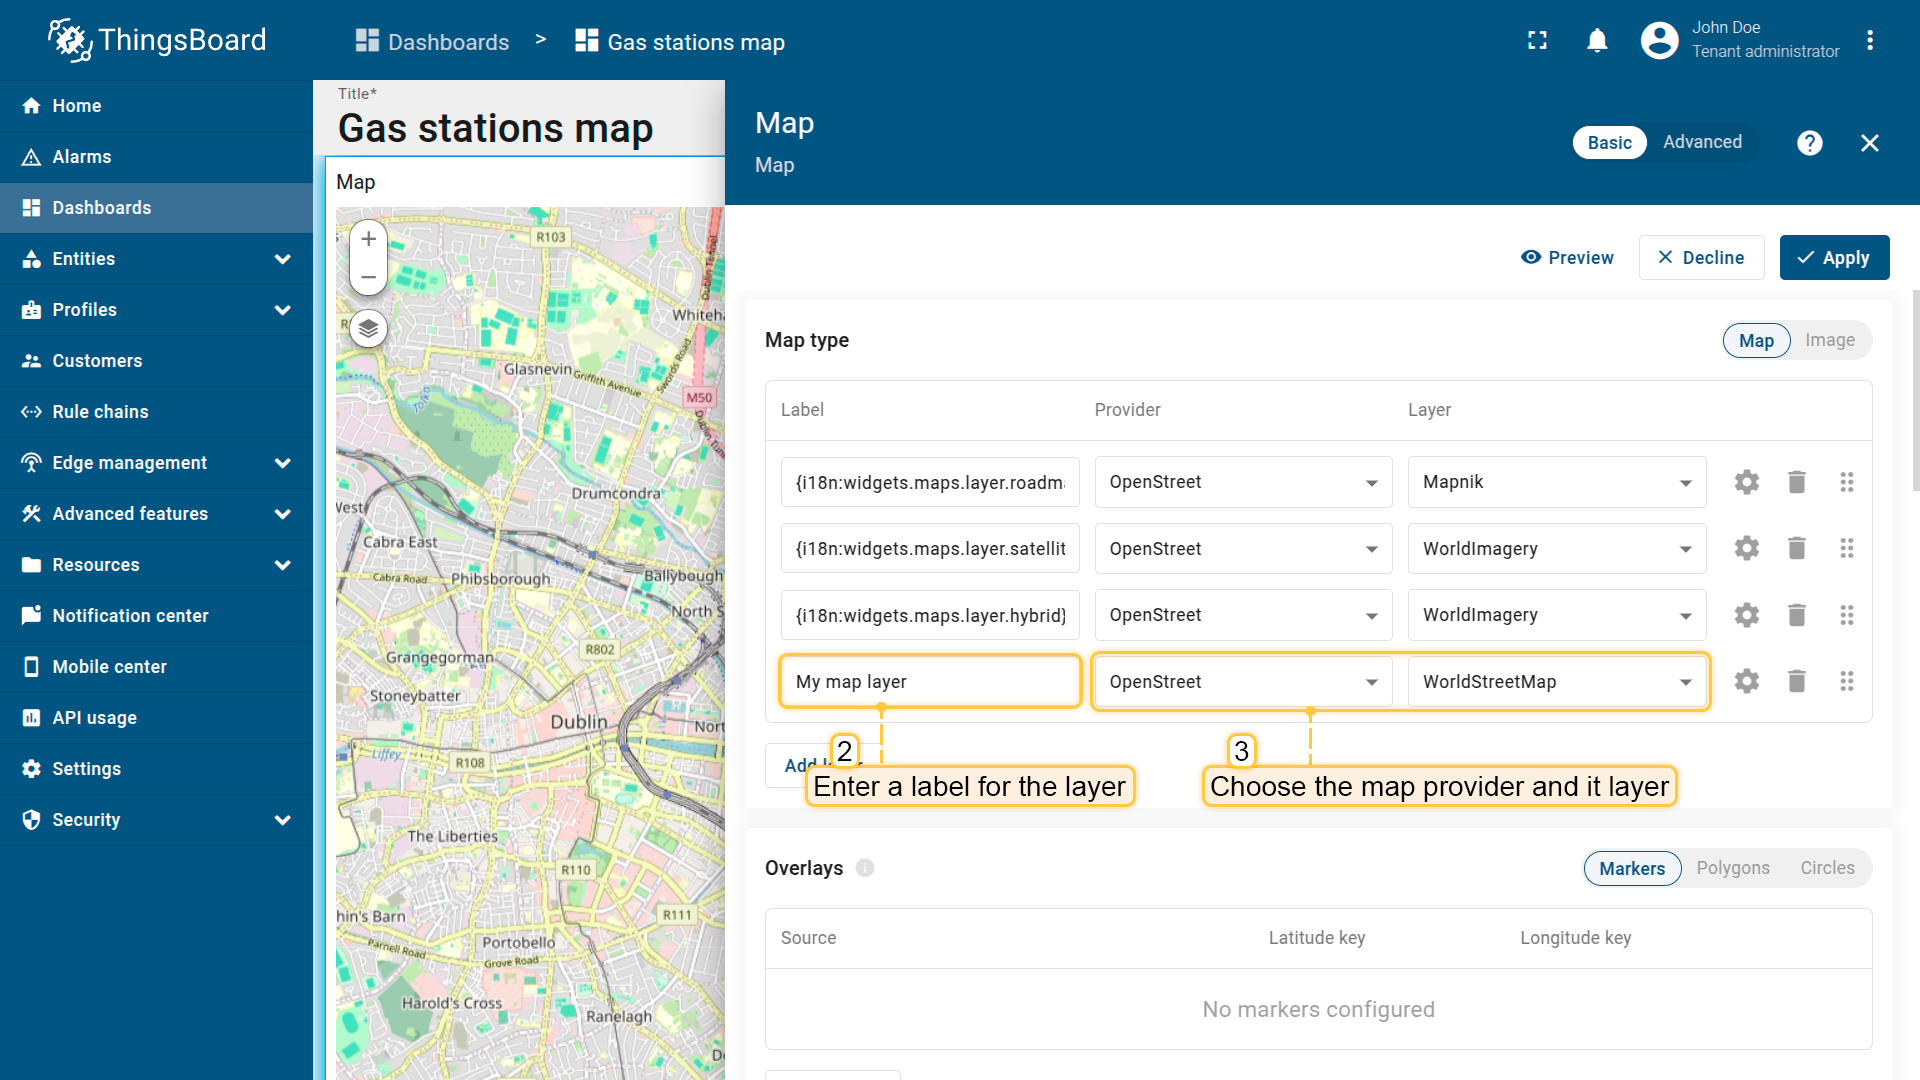 ThingsBoard
Dashboards > Gas stations map
John Doe
Tenant administrator
Home
Alarms
Dashboards
Entities
Profiles
Customers
Rule chains
Edge management
Advanced features
Resources
Notification center
Mobile center
API usage
Settings
Security
Title*
Gas stations map
Map
+
−
R103
Whiteha
Dublin Tunnel
Glasnevin
Griffith Avenue
Swords Road
M50
Tolka
Drumcondra
West
Cabra East
Cabra Road
Phibsborough
Ballybough
North S
R802
Grangegorman
Stoneybatter
Dublin
Nort
Liffey
R108
The Liberties
R110
hin's Barn
R111
Parnell Road
Portobello
Grove Road
Harold's Cross
Ranelagh
Map
Map
Basic
Advanced
Preview
Decline
Apply
Map type
Map
Image
Label
Provider
Layer
{i18n:widgets.maps.layer.roadm
OpenStreet
Mapnik
{i18n:widgets.maps.layer.satellit
OpenStreet
WorldImagery
{i18n:widgets.maps.layer.hybrid}
OpenStreet
WorldImagery
My map layer
OpenStreet
WorldStreetMap
Add
2
Enter a label for the layer
3
Choose the map provider and it layer
Overlays
Markers
Polygons
Circles
Source
Latitude key
Longitude key
No markers configured